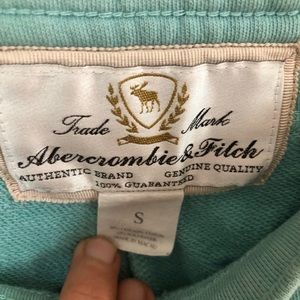 Trade Mark
Abercrombie & Fitch
AUTHENTIC BRAND GENUINE QUALITY
100% GUARANTEED
S